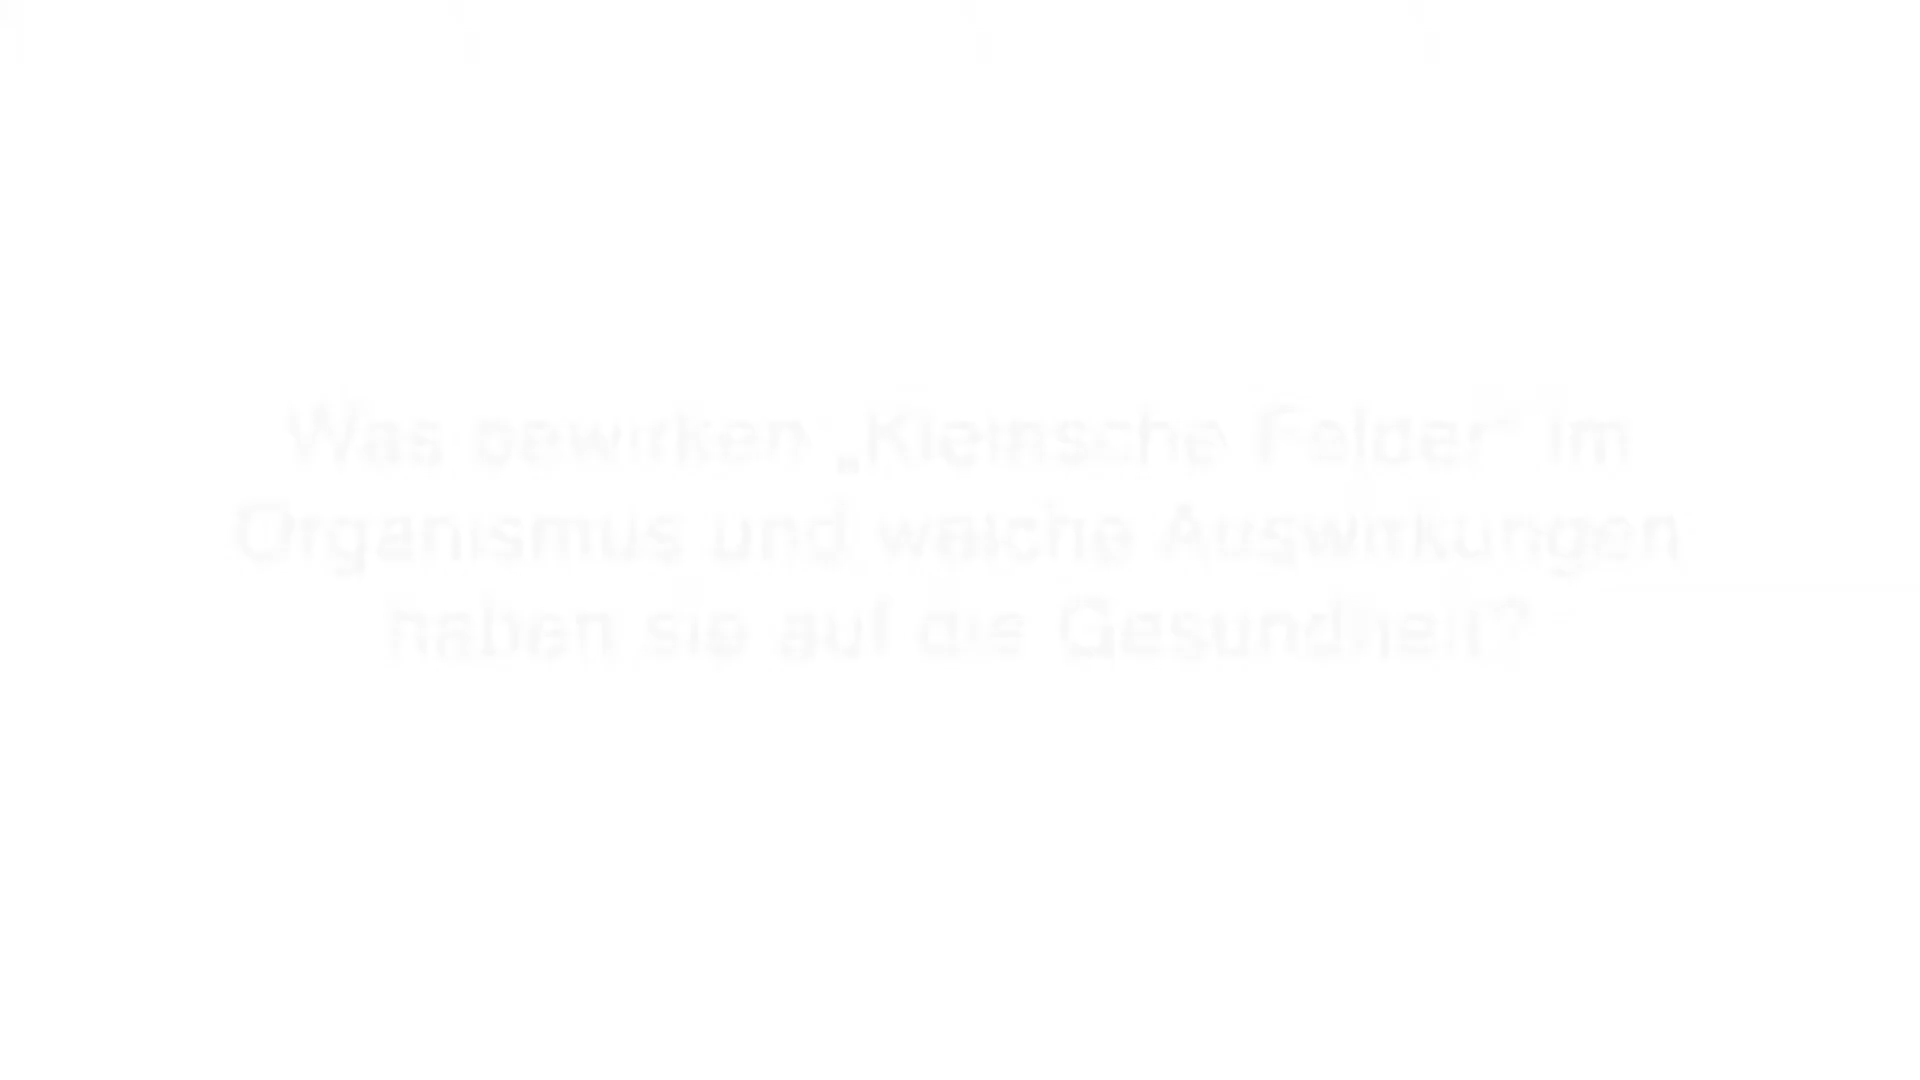 Was bewirken „Kleinsche Felder“ im
Organismus und welche Auswirkungen
haben sie auf die Gesundheit?